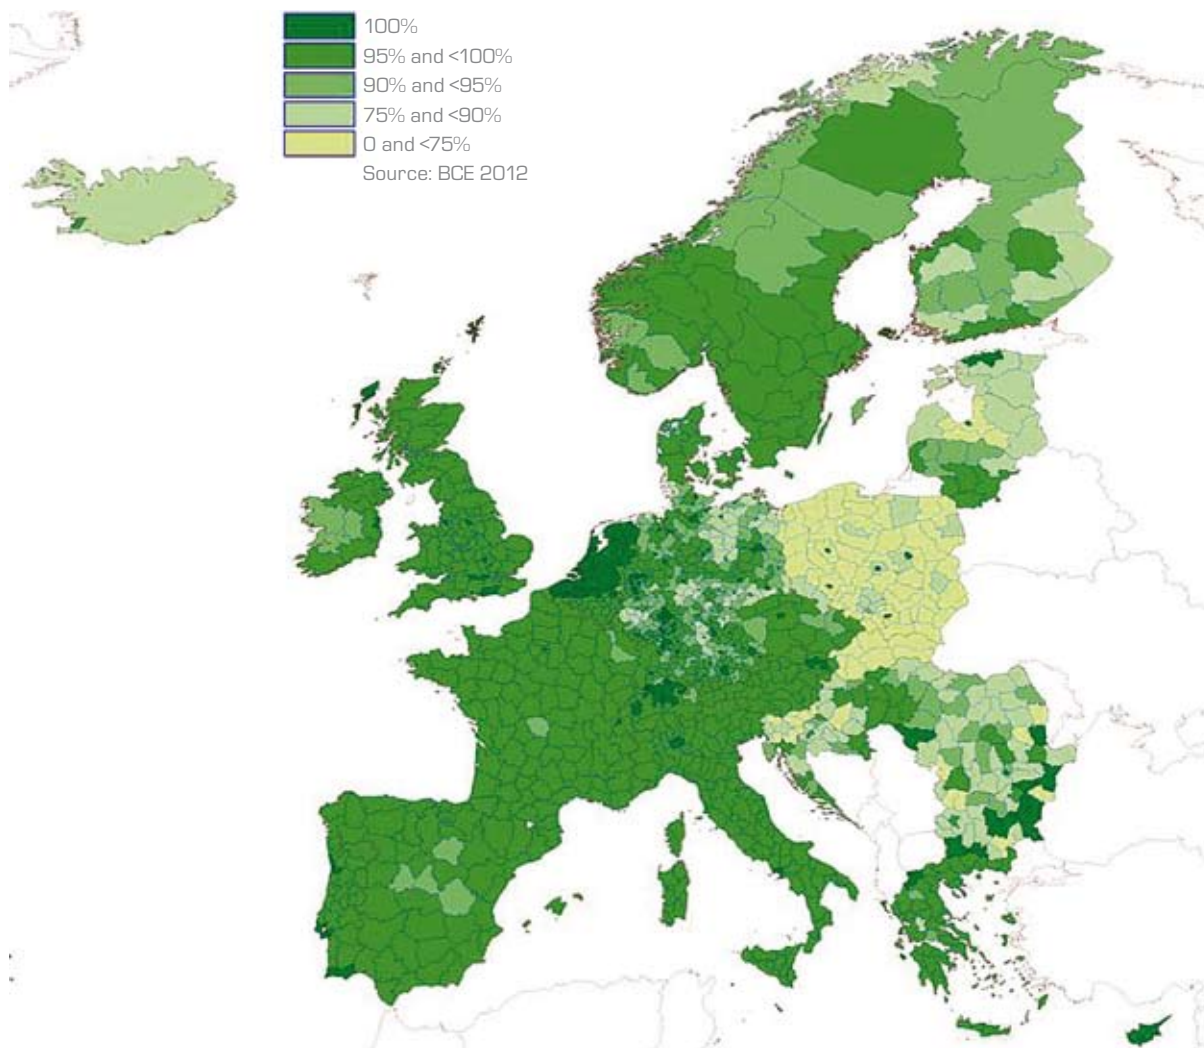 100%
95% and <100%
90% and <95%
75% and <90%
0 and <75%
Source: BCE 2012